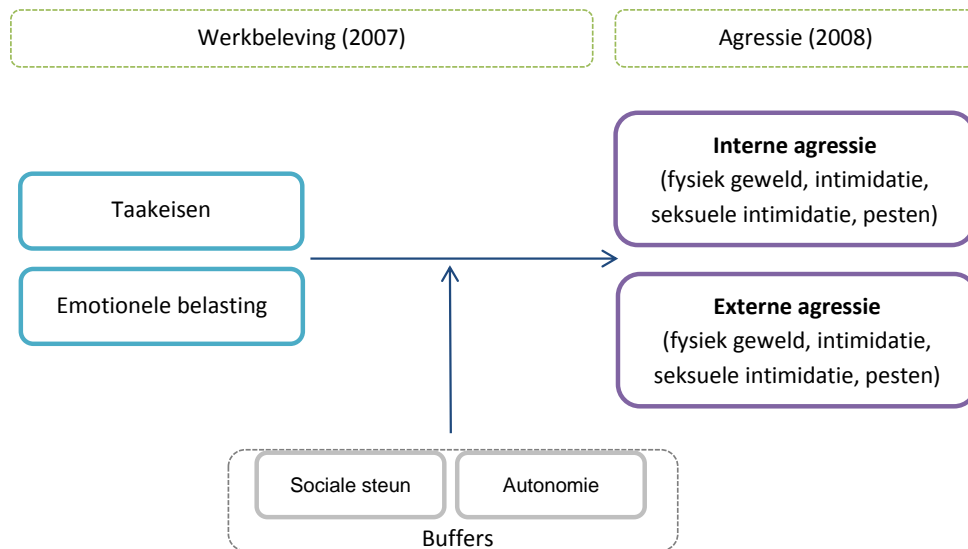 Werkbeleving (2007)
Agressie (2008)
Taakeisen
Emotionele belasting
Interne agressie
(fysiek geweld, intimidatie,
seksuele intimidatie, pesten)
Externe agressie
(fysiek geweld, intimidatie,
seksuele intimidatie, pesten)
Sociale steun
Autonomie
Buffers